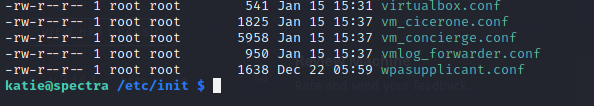 -rw-r--r-- 1 root root 541 Jan 15 15:31 virtualbox.conf
-rw-r--r-- 1 root root 1825 Jan 15 15:37 vm_cicerone.conf
-rw-r--r-- 1 root root 5958 Jan 15 15:37 vm_concierge.conf
-rw-r--r-- 1 root root 950 Jan 15 15:37 vmlog_forwarder.conf
-rw-r--r-- 1 root root 1638 Dec 22 05:59 wpasupplicant.conf
katie@spectra /etc/init $